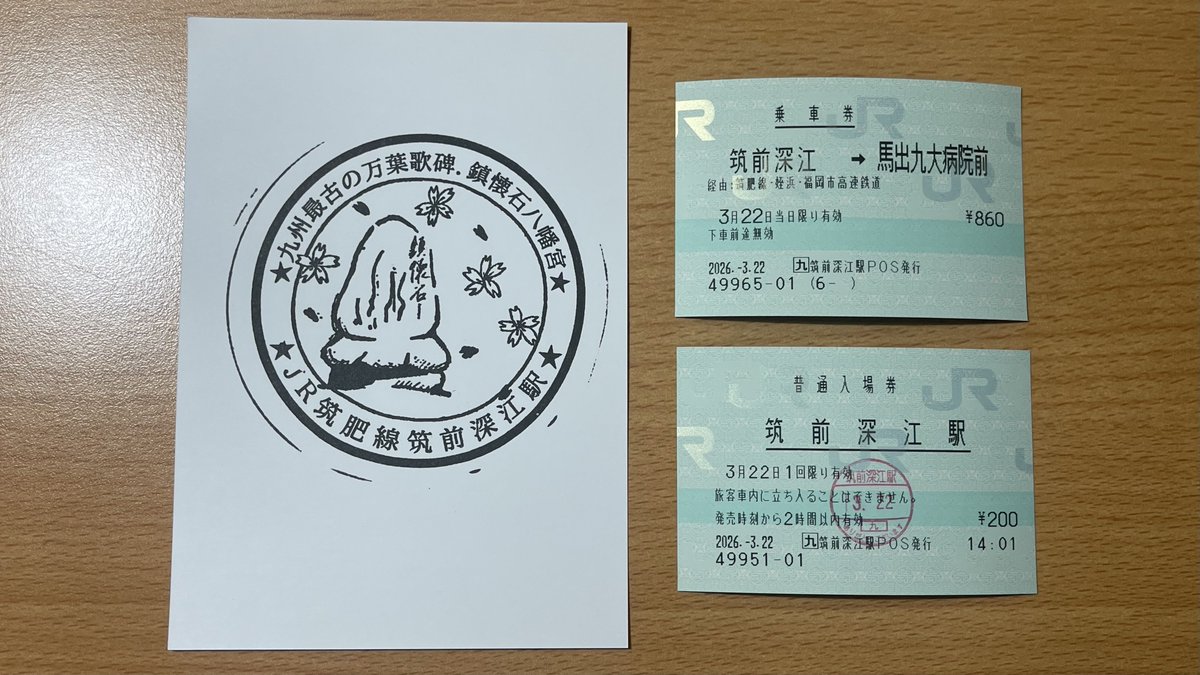 ★九州最古の万葉歌碑.鎮懐石八幡宮★
鎮懐石
★JR筑肥線筑前深江駅★
JR
JR
JR
乗車券
筑前深江 → 馬出九大病院前
経由:筑肥線・姪浜・福岡市高速鉄道
3月22日当日限り有効 ¥860
下車前途無効
2026.-3.22 九筑前深江駅POS発行
49965-01 (6- )
JR
JR
普通入場券
筑前深江駅
3月22日1回限り有効
旅客車内に立ち入ることはできません。
発売時刻から2時間以内有効 ¥200
2026.-3.22 九筑前深江駅POS発行 14:01
49951-01
筑前深江駅
3.22
九